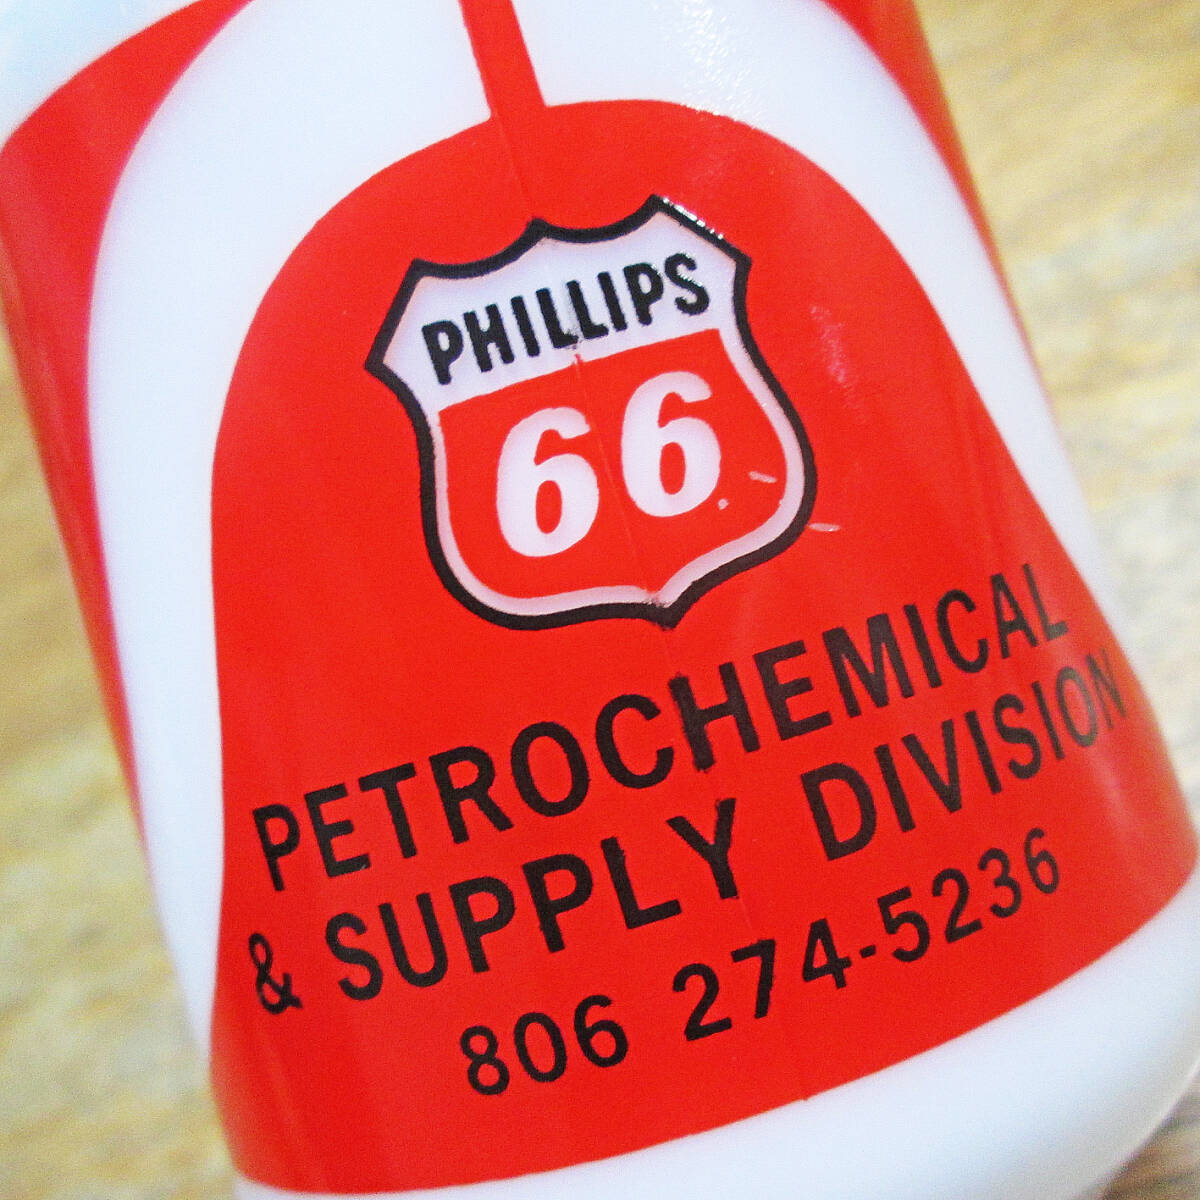 PHILLIPS
66
PETROCHEMICAL
& SUPPLY DIVISION
806 274-5236